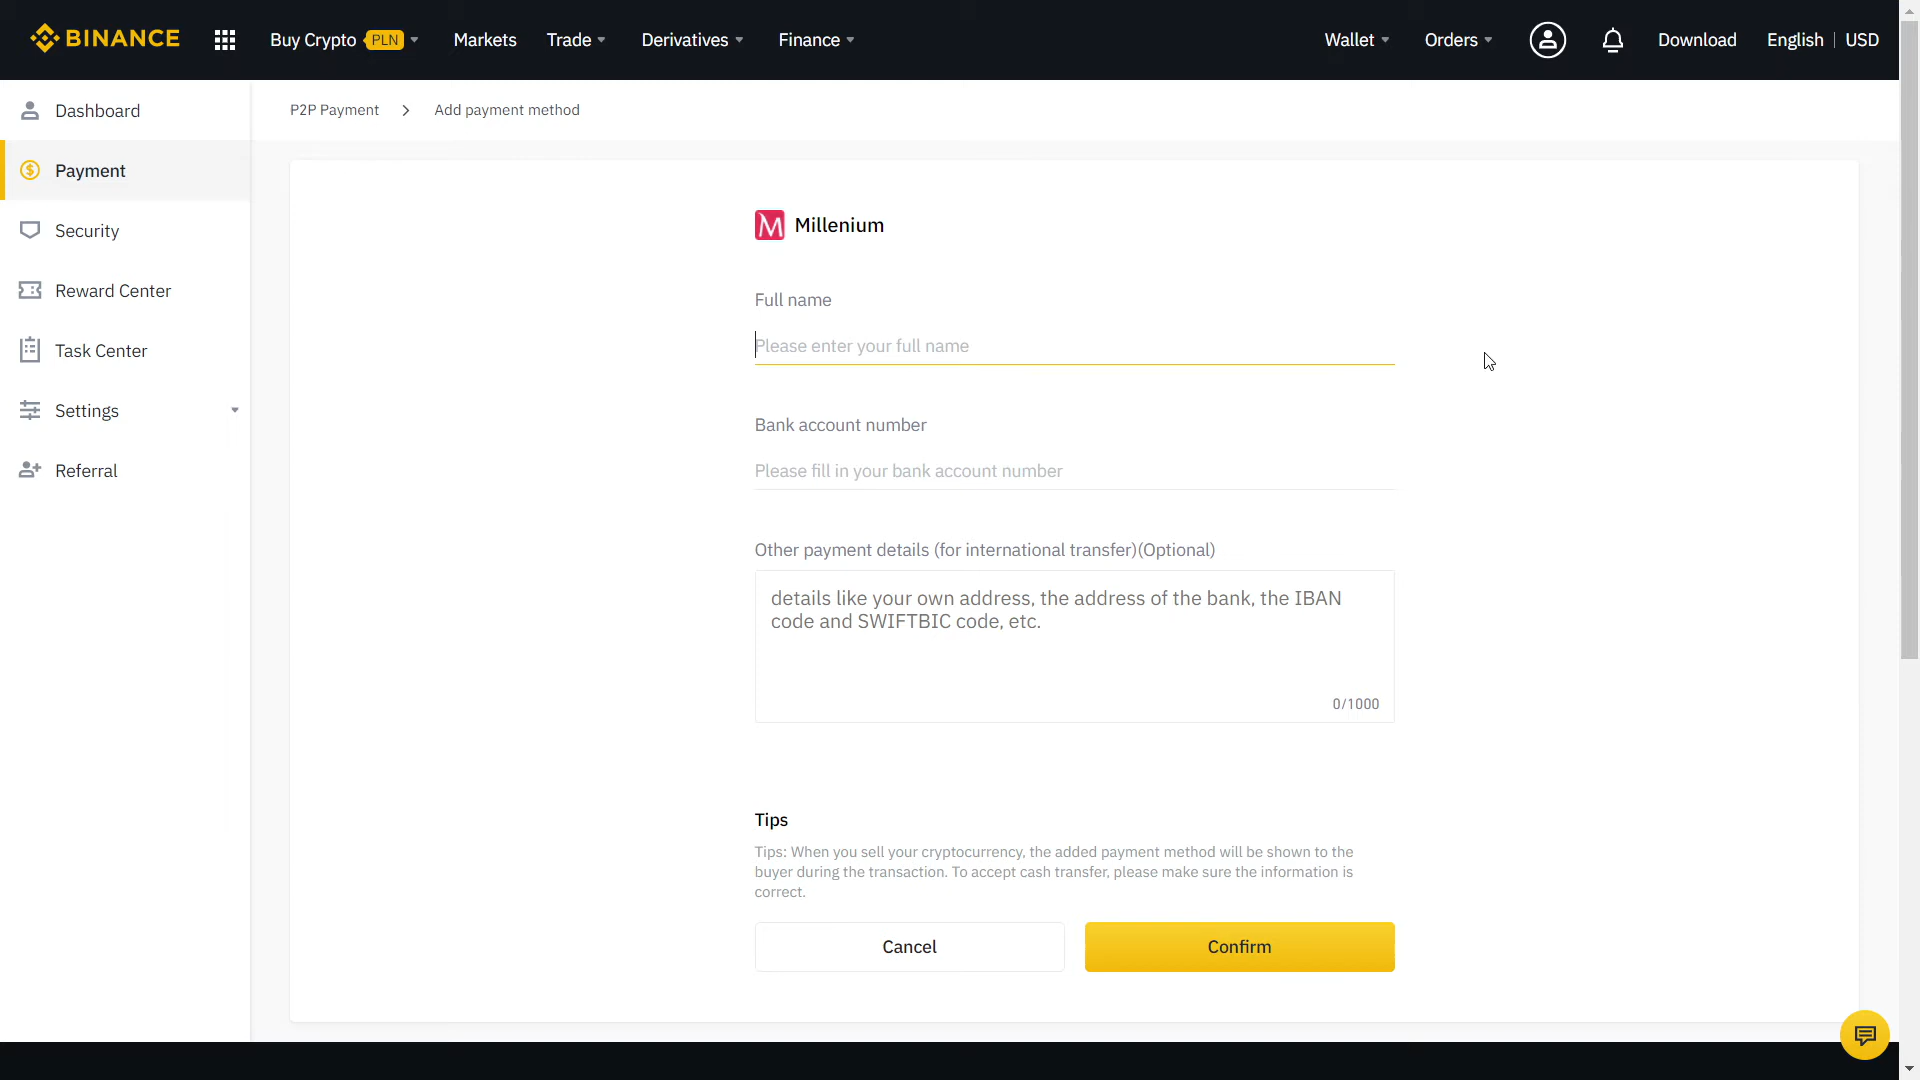 BINANCE
Buy Crypto PLN
Markets
Trade
Derivatives
Finance
Wallet
Orders
Download
English | USD
Dashboard
Payment
Security
Reward Center
Task Center
Settings
Referral
P2P Payment > Add payment method
M Millenium
Full name
Please enter your full name
Bank account number
Please fill in your bank account number
Other payment details (for international transfer)(Optional)
details like your own address, the address of the bank, the IBAN
code and SWIFTBIC code, etc.
0/1000
Tips
Tips: When you sell your cryptocurrency, the added payment method will be shown to the
buyer during the transaction. To accept cash transfer, please make sure the information is
correct.
Cancel
Confirm